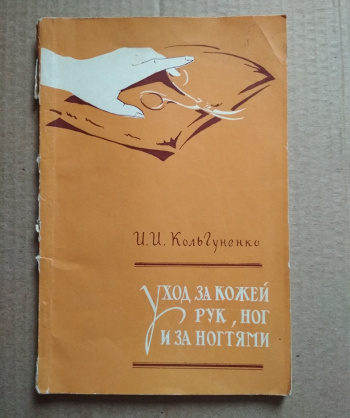 И. И. КольГуненко
Уход за кожей
рук, ног
и за ногтями